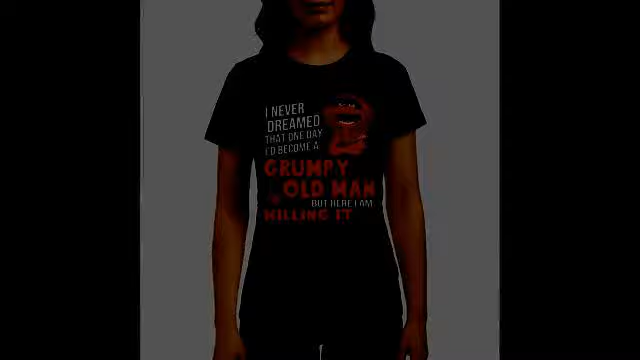 I NEVER
DREAMED
THAT ONE DAY
I'D BECOME A
GRUMPY
OLD MAN
BUT HERE I AM
KILLING IT